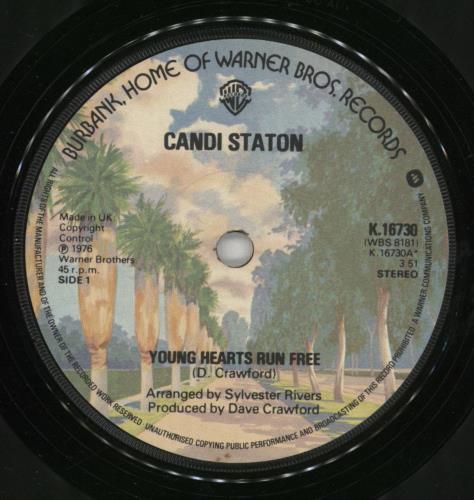 BURBANK, HOME OF WARNER BROS. RECORDS
CANDI STATON
Made in UK
Copyright
Control
Ⓟ 1976
Warner Brothers
45 r.p.m.
SIDE 1
K.16730
(WBS 8181)
K.16730A*
3 51
STEREO
YOUNG HEARTS RUN FREE
(D. Crawford)
Arranged by Sylvester Rivers
Produced by Dave Crawford
ALL RIGHTS OF THE MANUFACTURER AND OF THE OWNER OF THE RECORDED WORK RESERVED. UNAUTHORISED COPYING PUBLIC PERFORMANCE AND BROADCASTING OF THIS RECORD PROHIBITED. A WARNER COMMUNICATIONS COMPANY